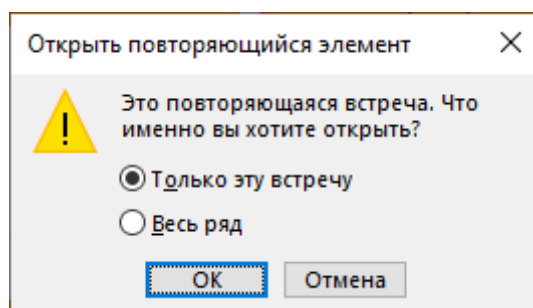 Открыть повторяющийся элемент
Это повторяющаяся встреча. Что
именно вы хотите открыть?
Только эту встречу
Весь ряд
ОК
Отмена